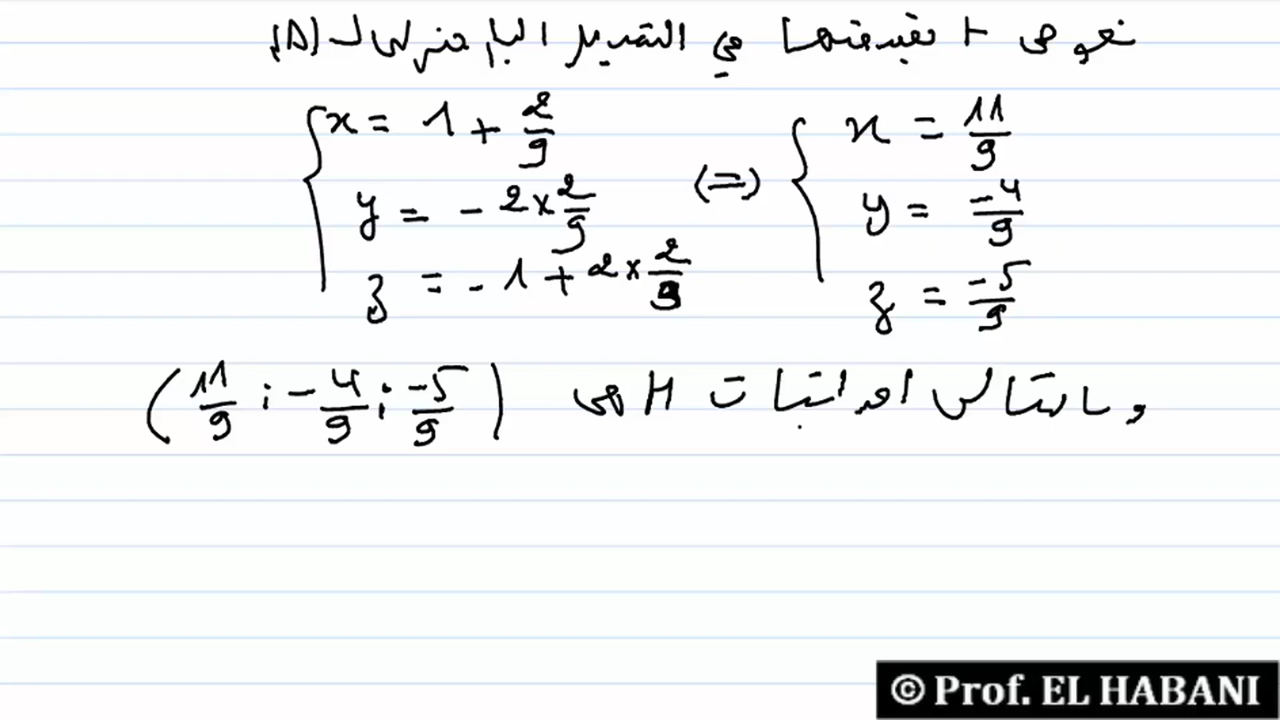 نعوض t بقيمتها في التمثيل البارامتري لـ (Δ)
{ x = 1 + 2/9 (=) { x = 11/9
y = - 2 × 2/9 y = -4/9
z = - 1 + 2 × 2/9 z = -5/9
وبالتالي احداثيات H هي (11/9 ; -4/9 ; -5/9)
© Prof. EL HABANI